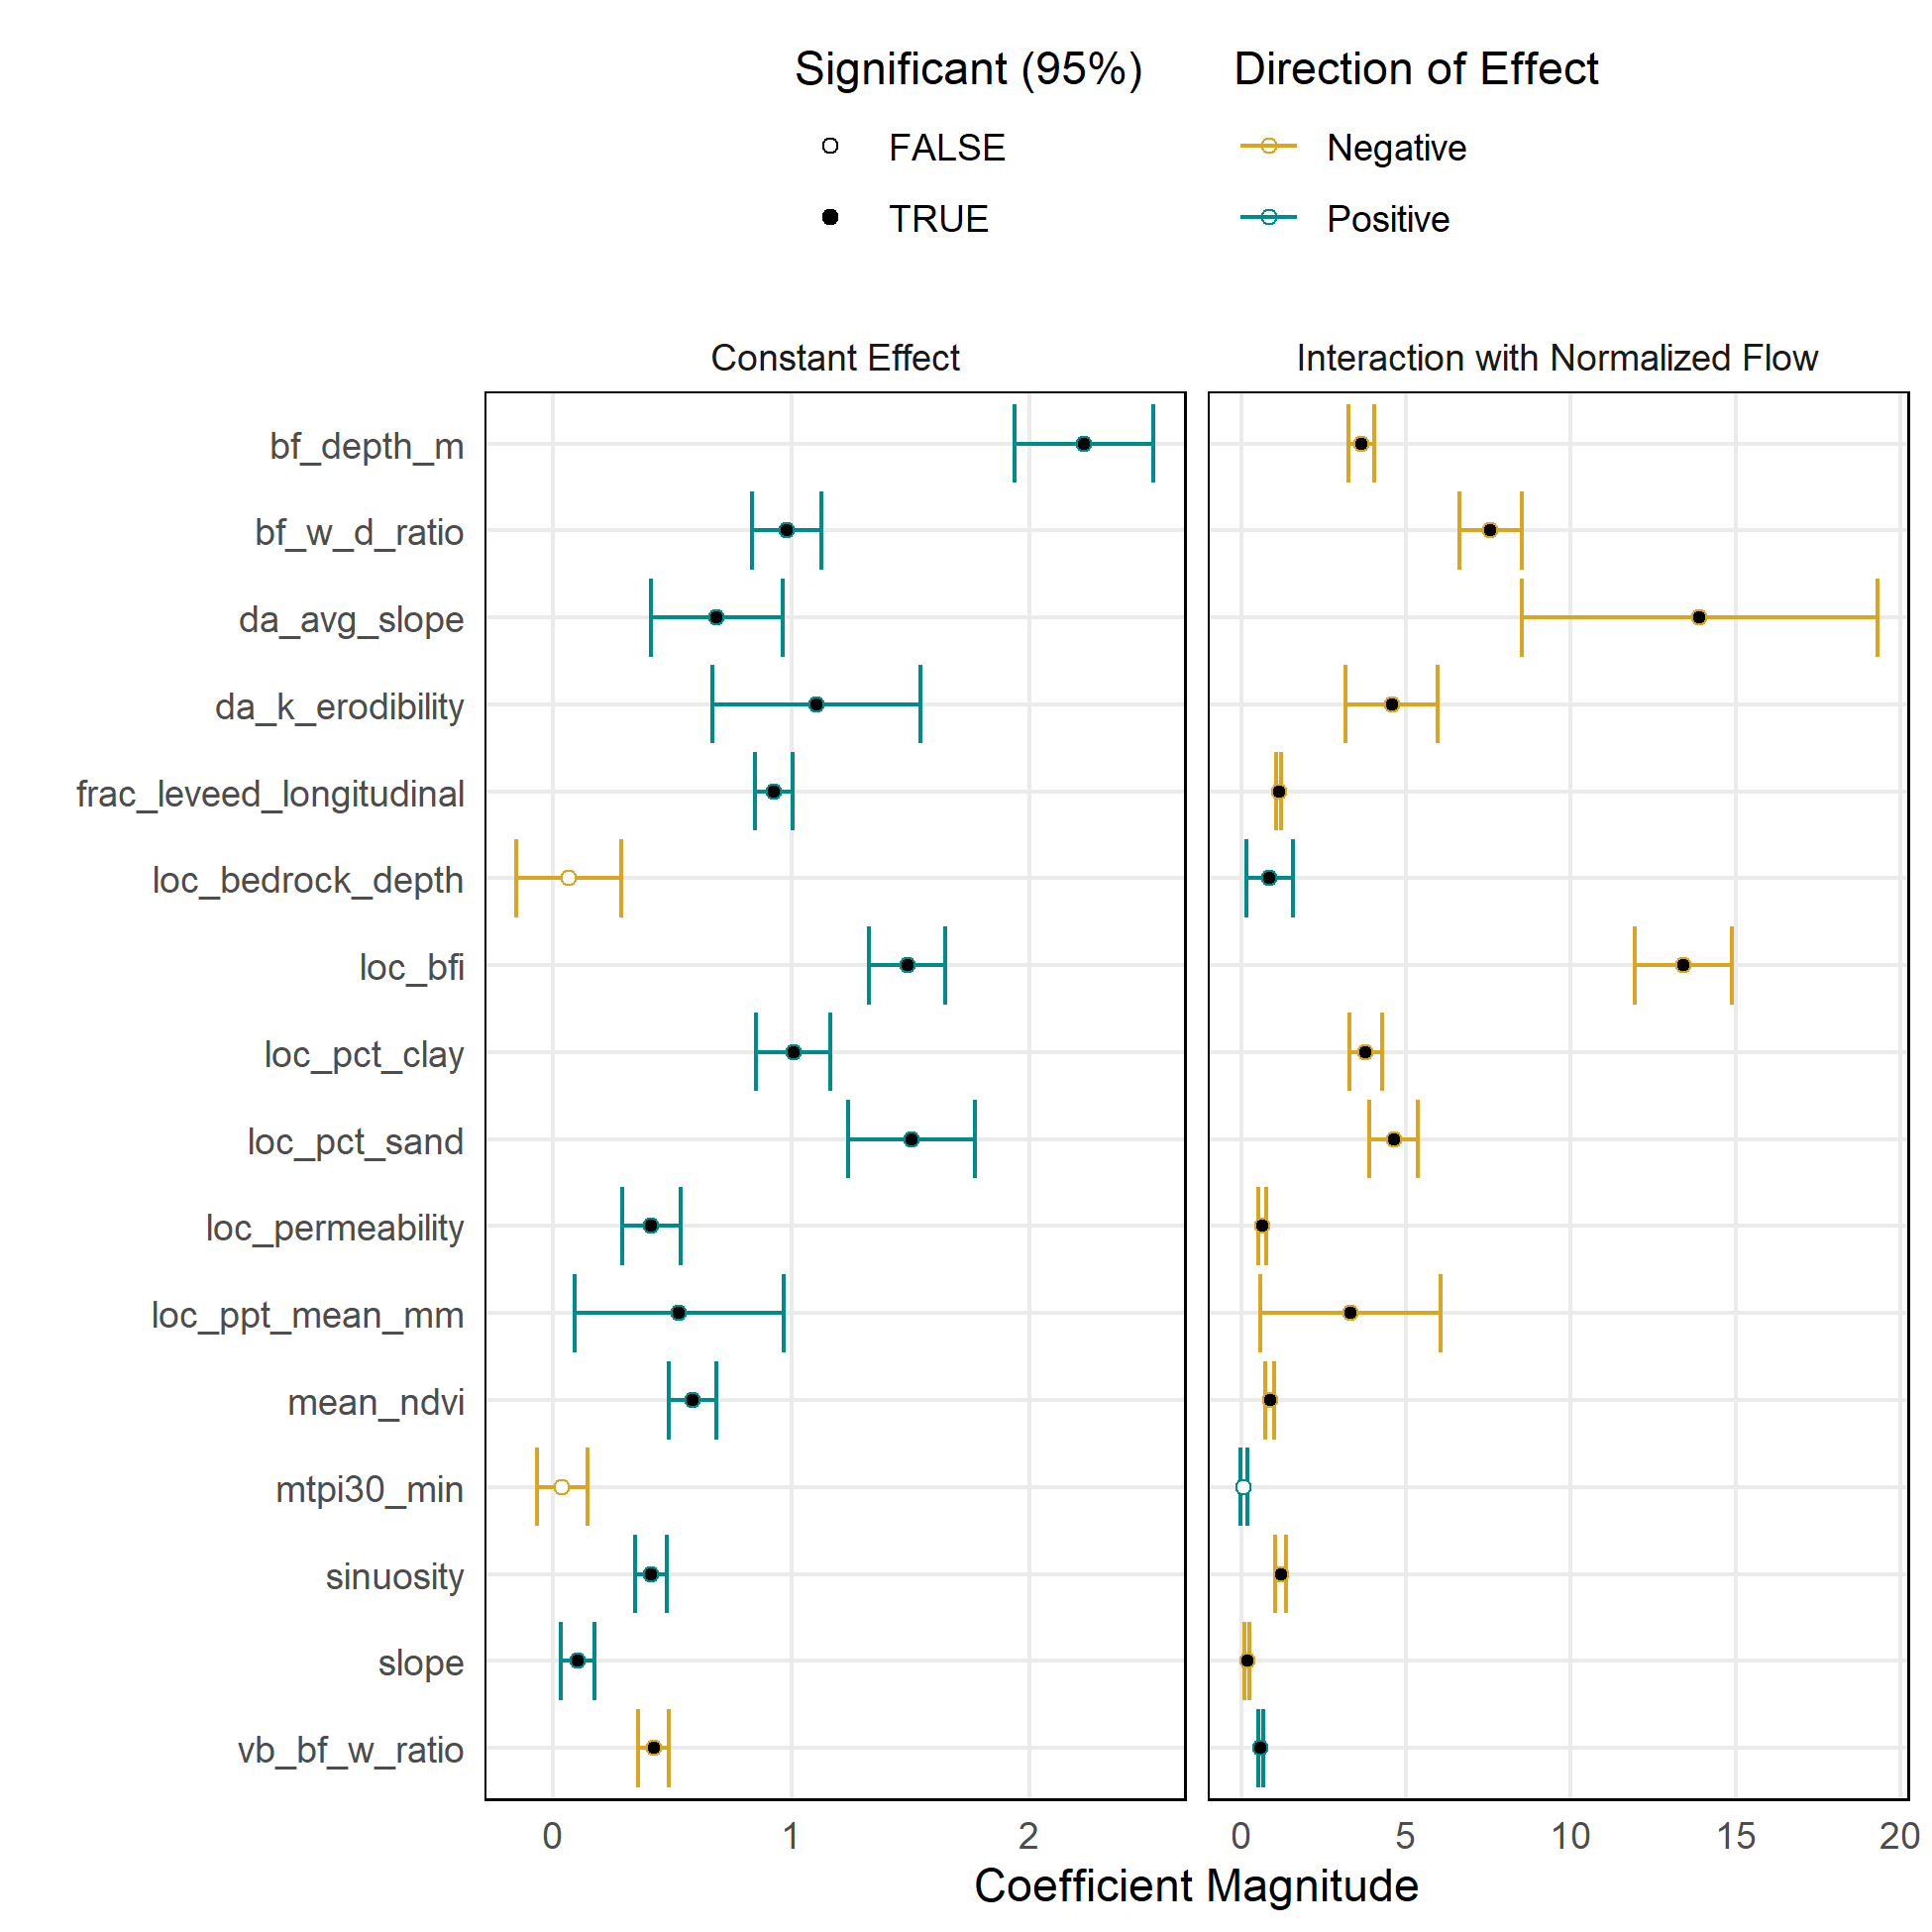 Significant (95%)
FALSE
TRUE
Direction of Effect
Negative
Positive
Constant Effect
Interaction with Normalized Flow
bf_depth_m
bf_w_d_ratio
da_avg_slope
da_k_erodibility
frac_leveed_longitudinal
loc_bedrock_depth
loc_bfi
loc_pct_clay
loc_pct_sand
loc_permeability
loc_ppt_mean_mm
mean_ndvi
mtpi30_min
sinuosity
slope
vb_bf_w_ratio
0 1 2
0 5 10 15 20
Coefficient Magnitude